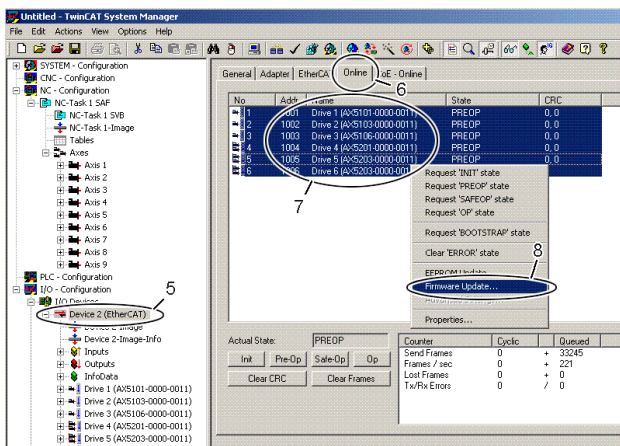 Untitled - TwinCAT System Manager
File Edit Actions View Options Help
SYSTEM - Configuration
CNC - Configuration
NC - Configuration
NC-Task 1 SAF
NC-Task 1 SVB
NC-Task 1-Image
Tables
Axes
Axis 1
Axis 2
Axis 3
Axis 4
Axis 5
Axis 6
Axis 7
Axis 8
Axis 9
PLC - Configuration
I/O - Configuration
I/O Devices
Device 2 (EtherCAT)
Device 2-Image
Device 2-Image-Info
Inputs
Outputs
InfoData
Drive 1 (AX5101-0000-0011)
Drive 2 (AX5103-0000-0011)
Drive 3 (AX5106-0000-0011)
Drive 4 (AX5201-0000-0011)
Drive 5 (AX5203-0000-0011)
5
General Adapter EtherCAT Online CoE - Online
6
No Addr Name State CRC
1 1001 Drive 1 (AX5101-0000-0011) PREOP 0, 0
2 1002 Drive 2 (AX5103-0000-0011) PREOP 0, 0
3 1003 Drive 3 (AX5106-0000-0011) PREOP 0, 0
4 1004 Drive 4 (AX5201-0000-0011) PREOP 0, 0
5 1005 Drive 5 (AX5203-0000-0011) PREOP 0, 0
6 1006 Drive 6 (AX5203-0000-001
7
Request 'INIT' state
Request 'PREOP' state
Request 'SAFEOP' state
Request 'OP' state
Request 'BOOTSTRAP' state
Clear 'ERROR' state
8
EEPROM Update
Firmware Update...
Properties...
Actual State: PREOP
Init Pre-Op Safe-Op Op
Clear CRC Clear Frames
Counter Cyclic Queued
Send Frames 0 + 33245
Frames / sec 0 + 221
Lost Frames 0 + 0
Tx/Rx Errors 0 / 0